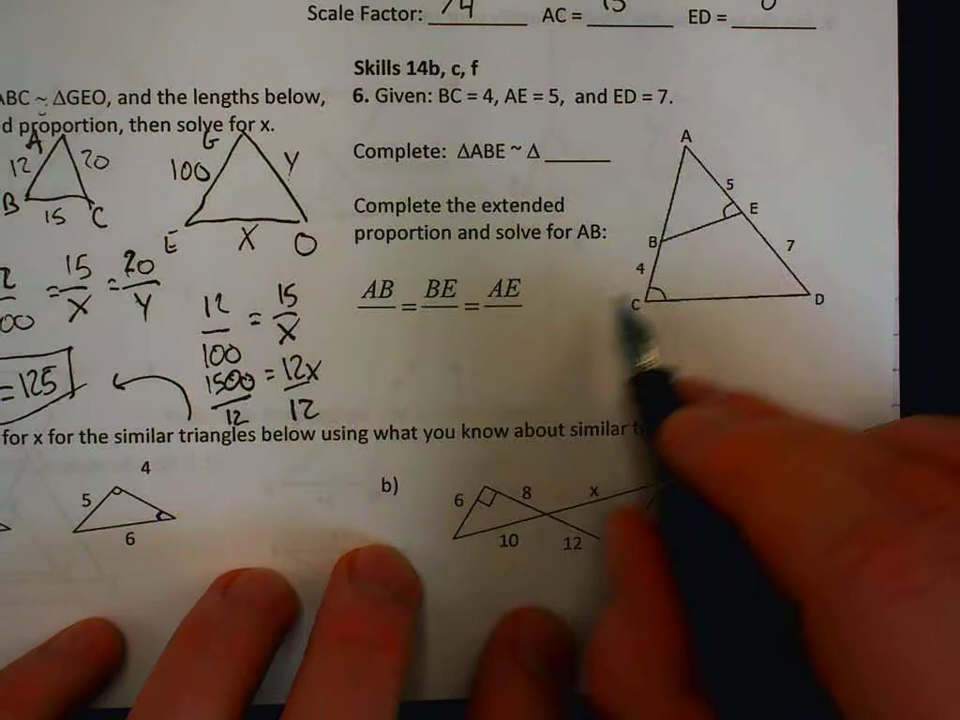 Scale Factor: AC = 15 ED =
Skills 14b, c, f
ABC ~ ΔGEO, and the lengths below,
d proportion, then solve for x.
6. Given: BC = 4, AE = 5, and ED = 7.
Complete: ΔABE ~ Δ
Complete the extended
proportion and solve for AB:
AB = BE = AE
A
5
E
B
7
4
C
D
A
12 20
B
15 C
G
100 Y
E X O
= 15/X = 20/Y
12/100 = 15/X
1500/12 = 12x/12
= 125
for x for the similar triangles below using what you know about similar
4
5
6
b)
6 8 x
10 12